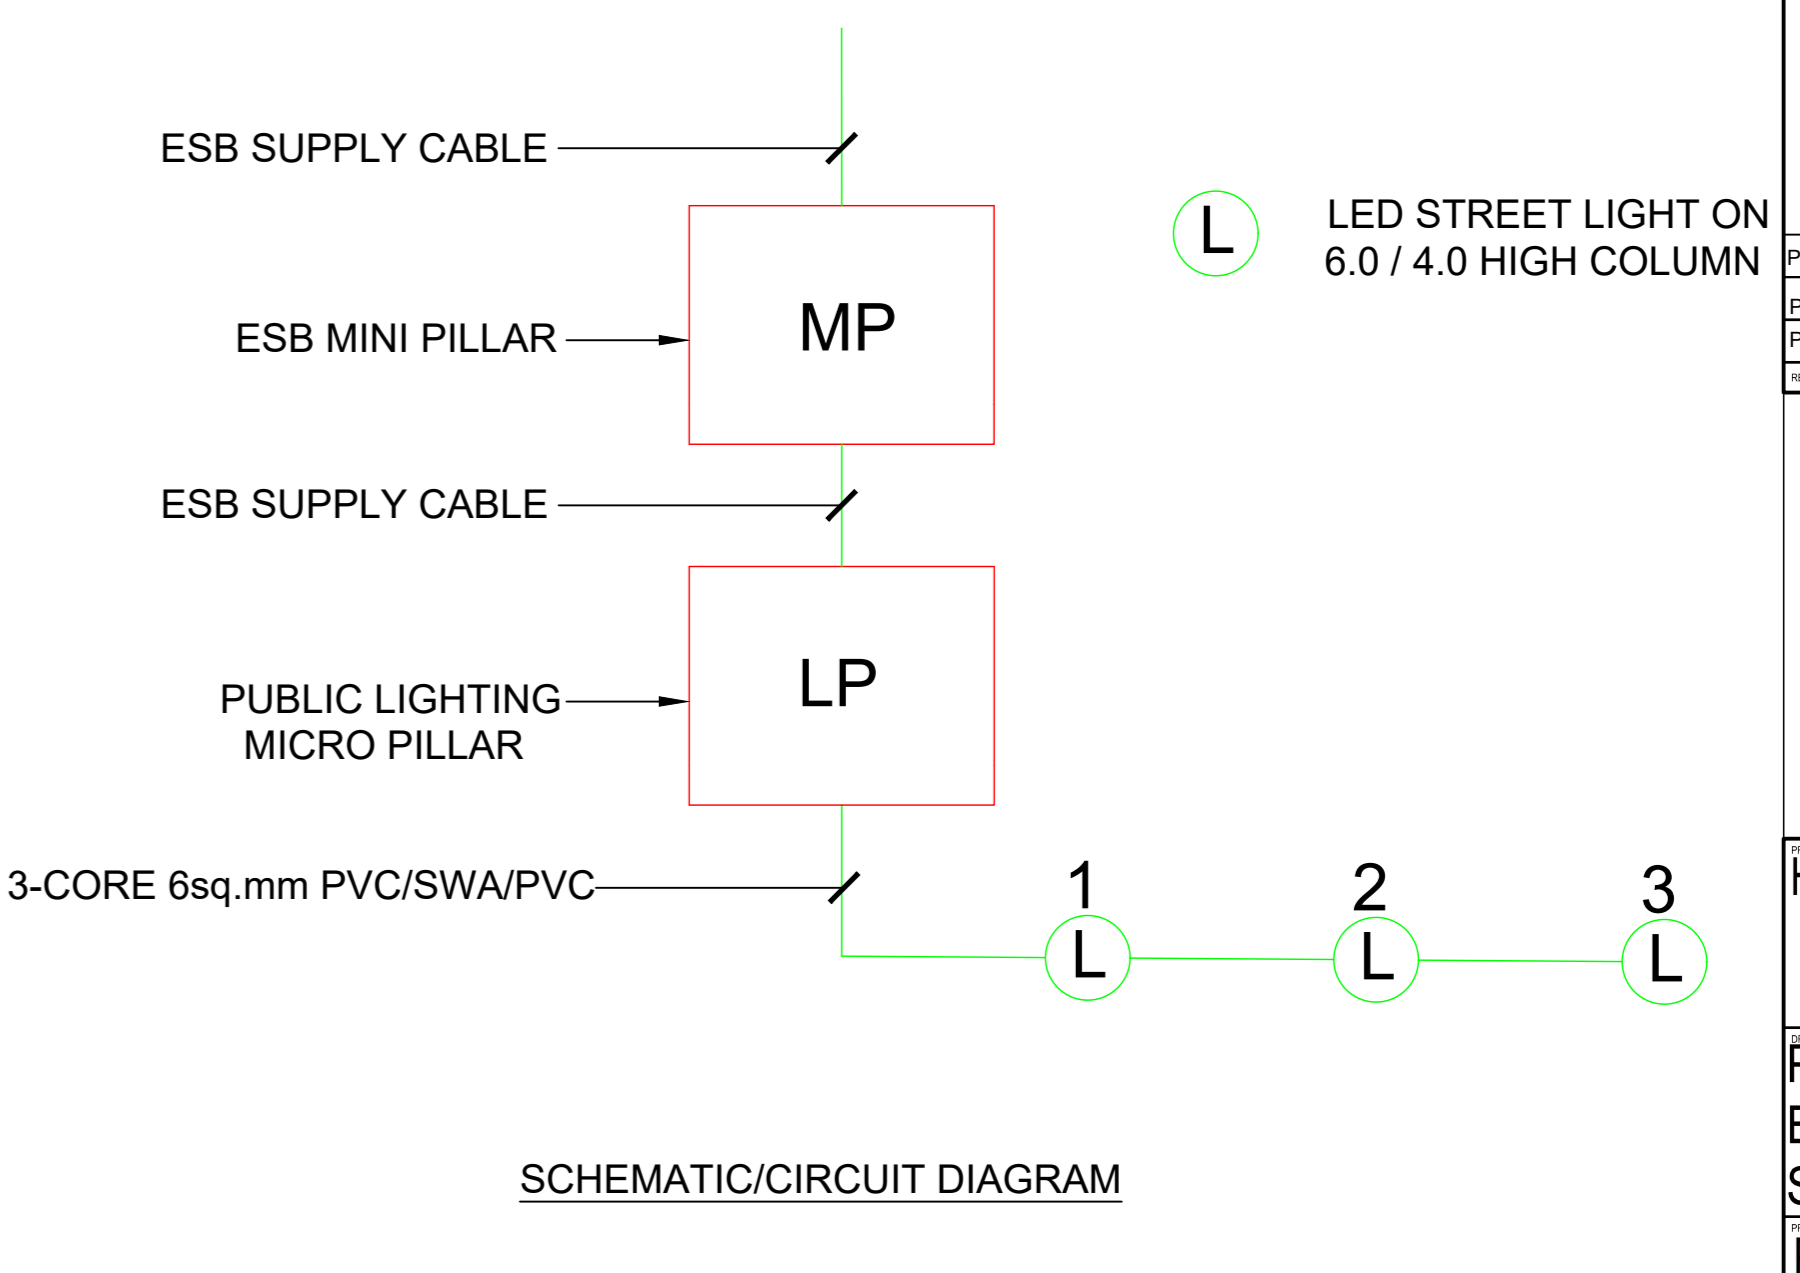 ESB SUPPLY CABLE
LED STREET LIGHT ON
6.0 / 4.0 HIGH COLUMN
L
MP
ESB MINI PILLAR
ESB SUPPLY CABLE
LP
PUBLIC LIGHTING
MICRO PILLAR
3-CORE 6sq.mm PVC/SWA/PVC
1
2
3
L
L
L
SCHEMATIC/CIRCUIT DIAGRAM